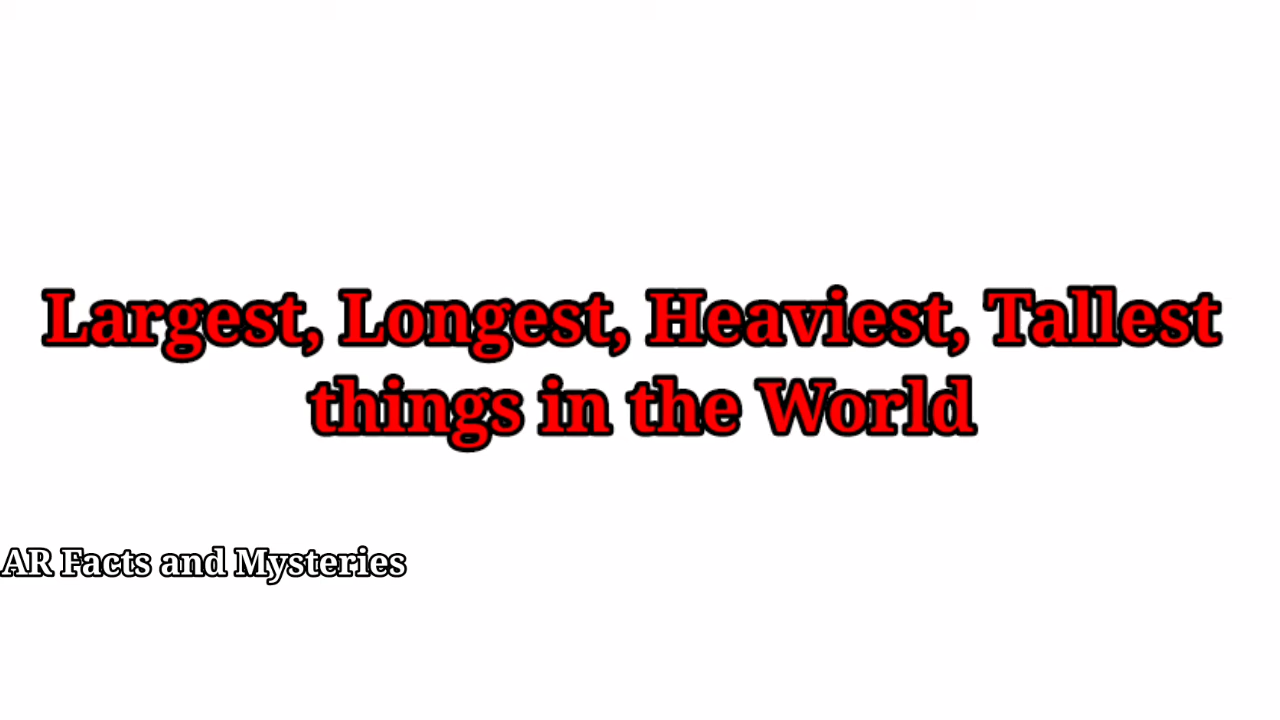 Largest, Longest, Heaviest, Tallest
things in the World
AR Facts and Mysteries